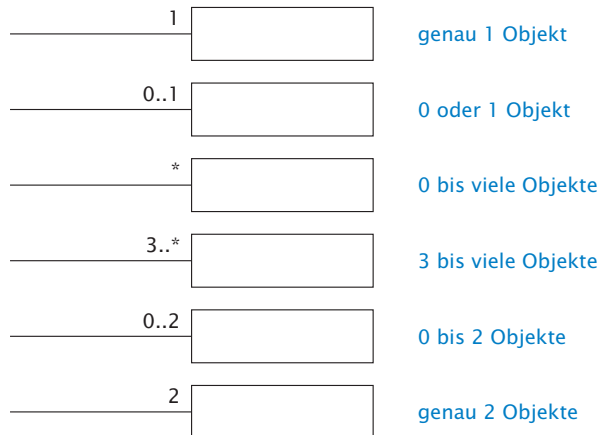 1 genau 1 Objekt
0..1 0 oder 1 Objekt
* 0 bis viele Objekte
3..* 3 bis viele Objekte
0..2 0 bis 2 Objekte
2 genau 2 Objekte